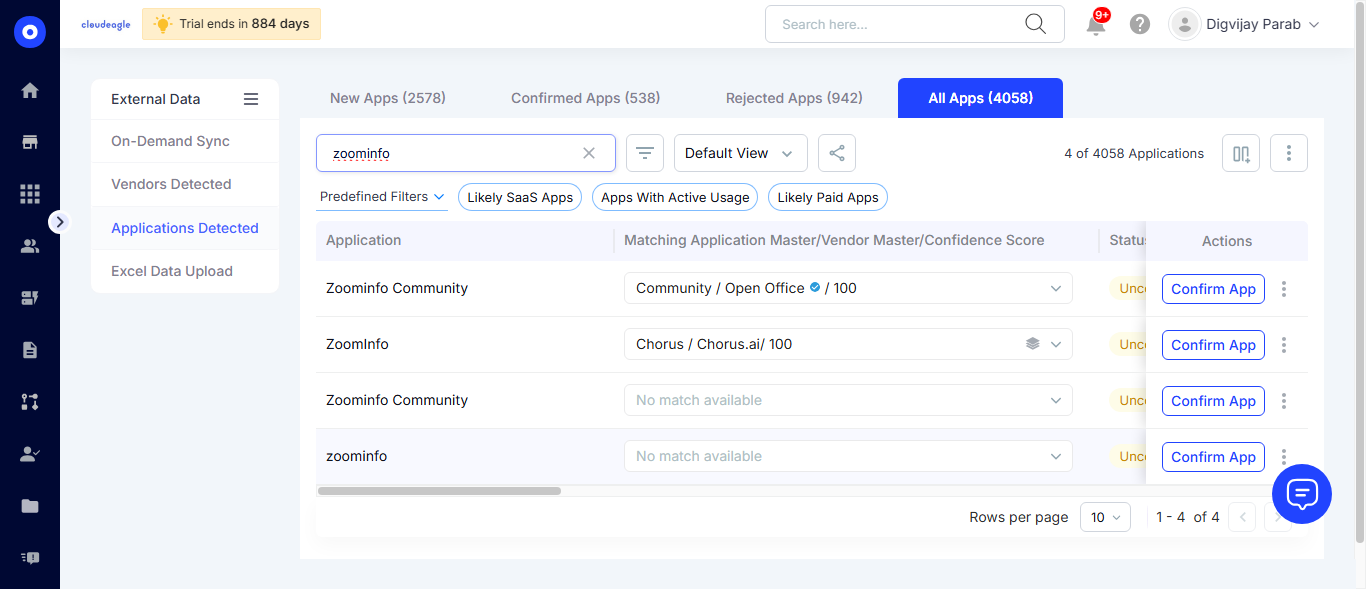 cloudeagle
Trial ends in 884 days
Search here...
9+
Digvijay Parab
External Data
On-Demand Sync
Vendors Detected
Applications Detected
Excel Data Upload
New Apps (2578)
Confirmed Apps (538)
Rejected Apps (942)
All Apps (4058)
zoominfo
Default View
4 of 4058 Applications
Predefined Filters
Likely SaaS Apps
Apps With Active Usage
Likely Paid Apps
Application
Matching Application Master/Vendor Master/Confidence Score
Status
Actions
Zoominfo Community
Community / Open Office / 100
Unco
Confirm App
ZoomInfo
Chorus / Chorus.ai/ 100
Unco
Confirm App
Zoominfo Community
No match available
Unco
Confirm App
zoominfo
No match available
Unco
Confirm App
Rows per page
10
1 - 4 of 4